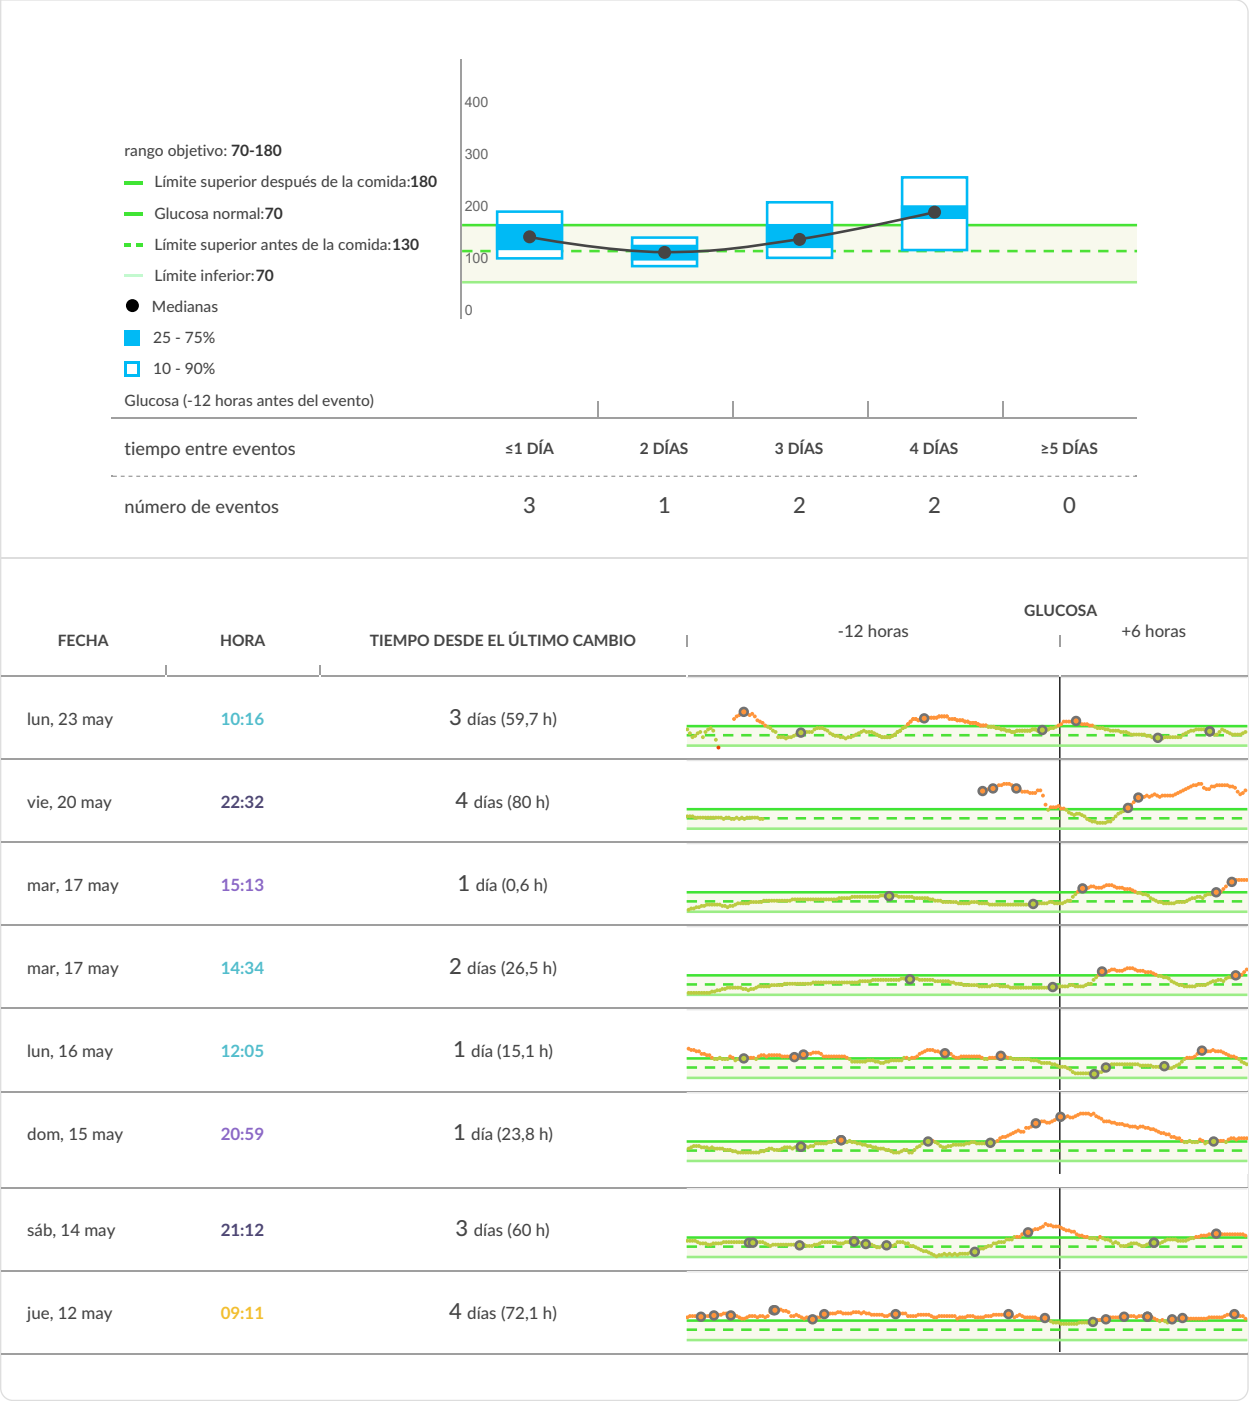 400
300
200
100
0
rango objetivo: 70-180
Límite superior después de la comida:180
Glucosa normal:70
Límite superior antes de la comida:130
Límite inferior:70
Medianas
25 - 75%
10 - 90%
Glucosa (-12 horas antes del evento)
tiempo entre eventos ≤1 DÍA 2 DÍAS 3 DÍAS 4 DÍAS ≥5 DÍAS
número de eventos 3 1 2 2 0
GLUCOSA
FECHA HORA TIEMPO DESDE EL ÚLTIMO CAMBIO -12 horas +6 horas
lun, 23 may 10:16 3 días (59,7 h)
vie, 20 may 22:32 4 días (80 h)
mar, 17 may 15:13 1 día (0,6 h)
mar, 17 may 14:34 2 días (26,5 h)
lun, 16 may 12:05 1 día (15,1 h)
dom, 15 may 20:59 1 día (23,8 h)
sáb, 14 may 21:12 3 días (60 h)
jue, 12 may 09:11 4 días (72,1 h)